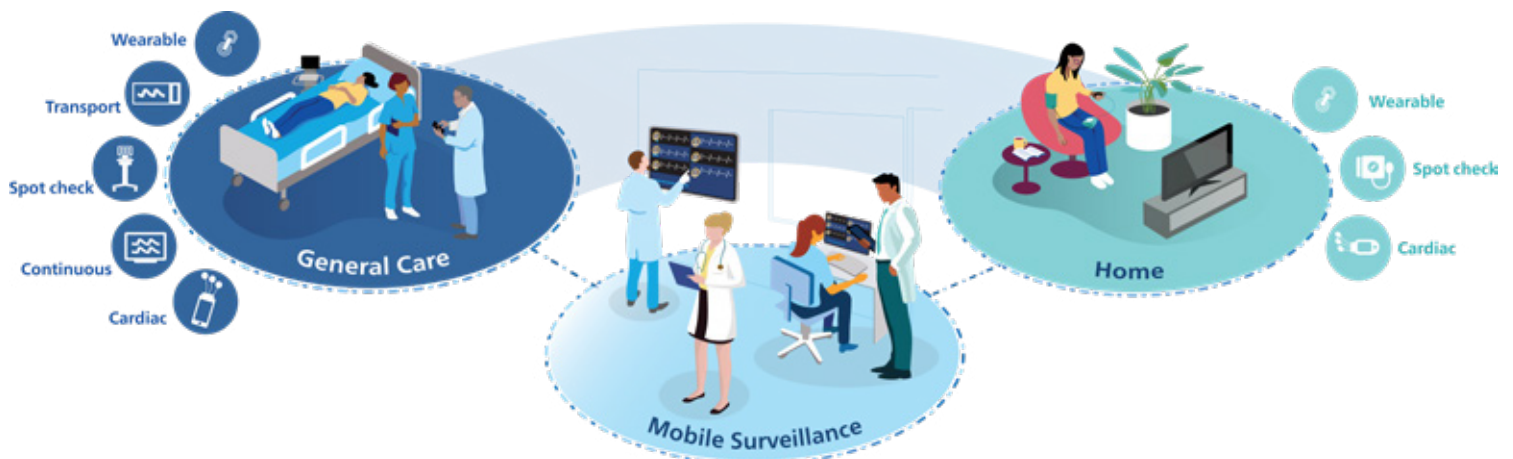 Wearable
Transport
Spot check
Continuous
Cardiac
General Care
Mobile Surveillance
Home
Wearable
Spot check
Cardiac